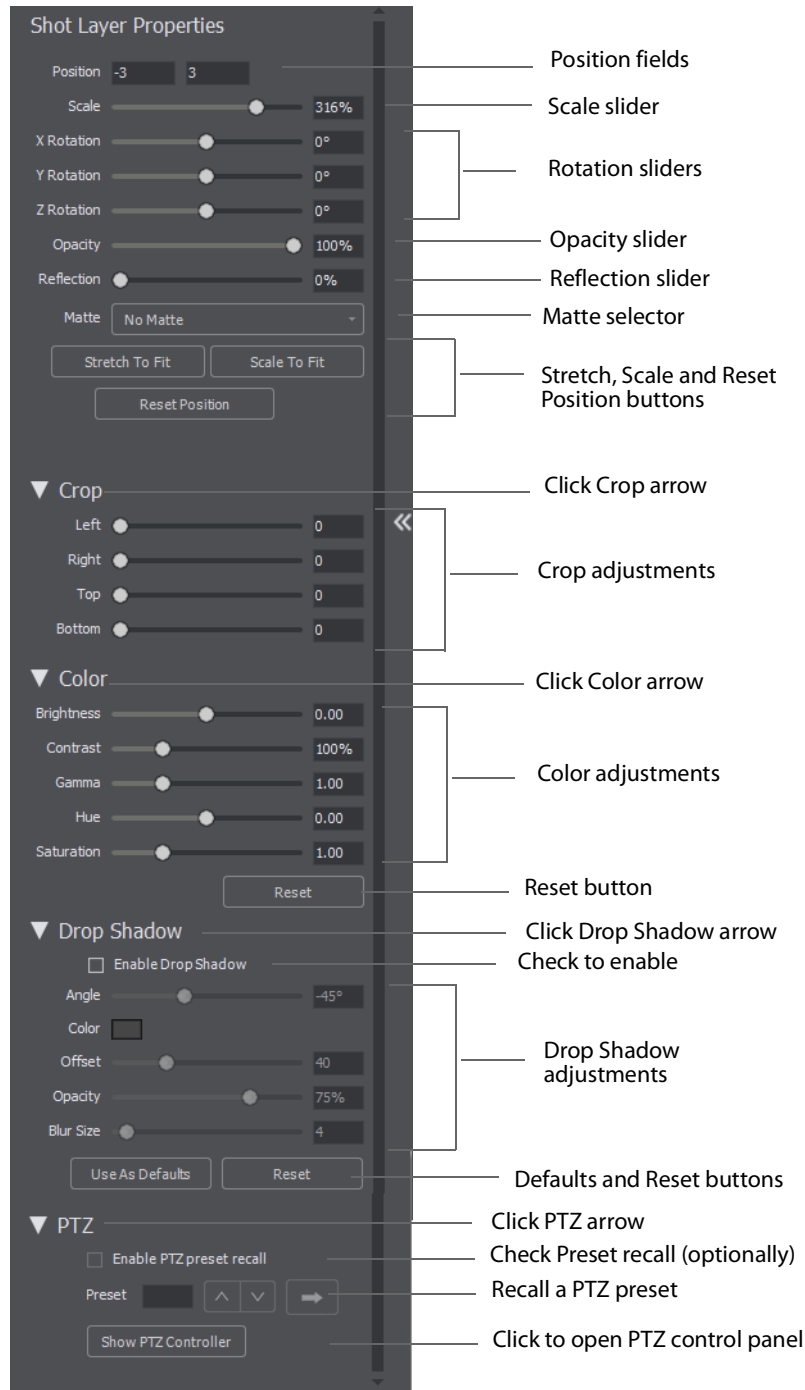 Shot Layer Properties
Position -3 3 Position fields
Scale 316% Scale slider
X Rotation 0°
Y Rotation 0° Rotation sliders
Z Rotation 0°
Opacity 100% Opacity slider
Reflection 0% Reflection slider
Matte No Matte Matte selector
Stretch To Fit Scale To Fit Stretch, Scale and Reset
Reset Position Position buttons
Crop Click Crop arrow
Left 0
Right 0 Crop adjustments
Top 0
Bottom 0
Color Click Color arrow
Brightness 0.00
Contrast 100%
Gamma 1.00 Color adjustments
Hue 0.00
Saturation 1.00
Reset Reset button
Drop Shadow Click Drop Shadow arrow
Enable Drop Shadow Check to enable
Angle -45°
Color
Offset 40 Drop Shadow
Opacity 75% adjustments
Blur Size 4
Use As Defaults Reset Defaults and Reset buttons
PTZ Click PTZ arrow
Enable PTZ preset recall Check Preset recall (optionally)
Preset Recall a PTZ preset
Show PTZ Controller Click to open PTZ control panel